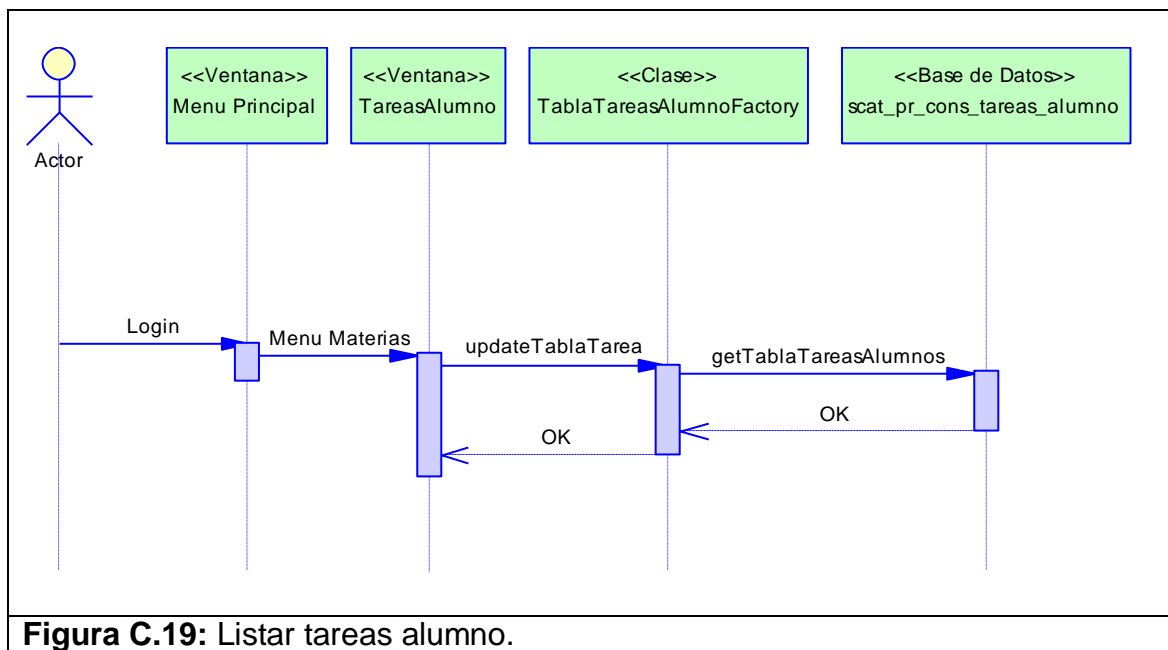 <<Ventana>>
Menu Principal
<<Ventana>>
TareasAlumno
<<Clase>>
TablaTareasAlumnoFactory
<<Base de Datos>>
scat_pr_cons_tareas_alumno
Actor
Login
Menu Materias
updateTablaTarea
getTablaTareasAlumnos
OK
OK
Figura C.19: Listar tareas alumno.